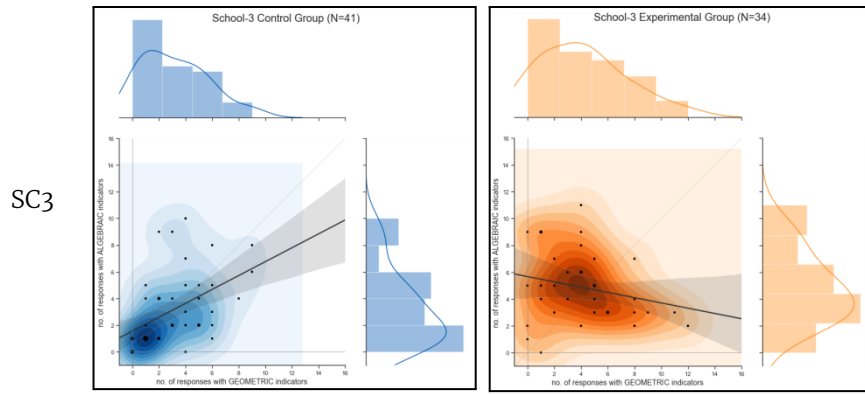 School-3 Control Group (N=41)
School-3 Experimental Group (N=34)
SC3
no. of responses with ALGEBRAIC indicators
16
14
12
10
8
6
4
2
0
0 2 4 6 8 10 12 14 16
no. of responses with GEOMETRIC indicators
no. of responses with ALGEBRAIC indicators
16
14
12
10
8
6
4
2
0
0 2 4 6 8 10 12 14 16
no. of responses with GEOMETRIC indicators